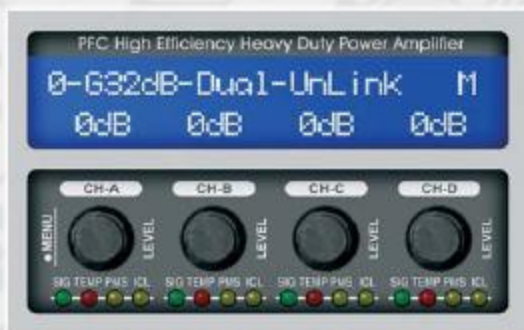 PFC High Efficiency Heavy Duty Power Amplifier
0-G32dB-Dual-UnLink M
0dB 0dB 0dB 0dB
CH-A CH-B CH-C CH-D
MENU LEVEL LEVEL LEVEL LEVEL
SIG TEMP PMS ICL SIG TEMP PMS ICL SIG TEMP PMS ICL SIG TEMP PMS ICL